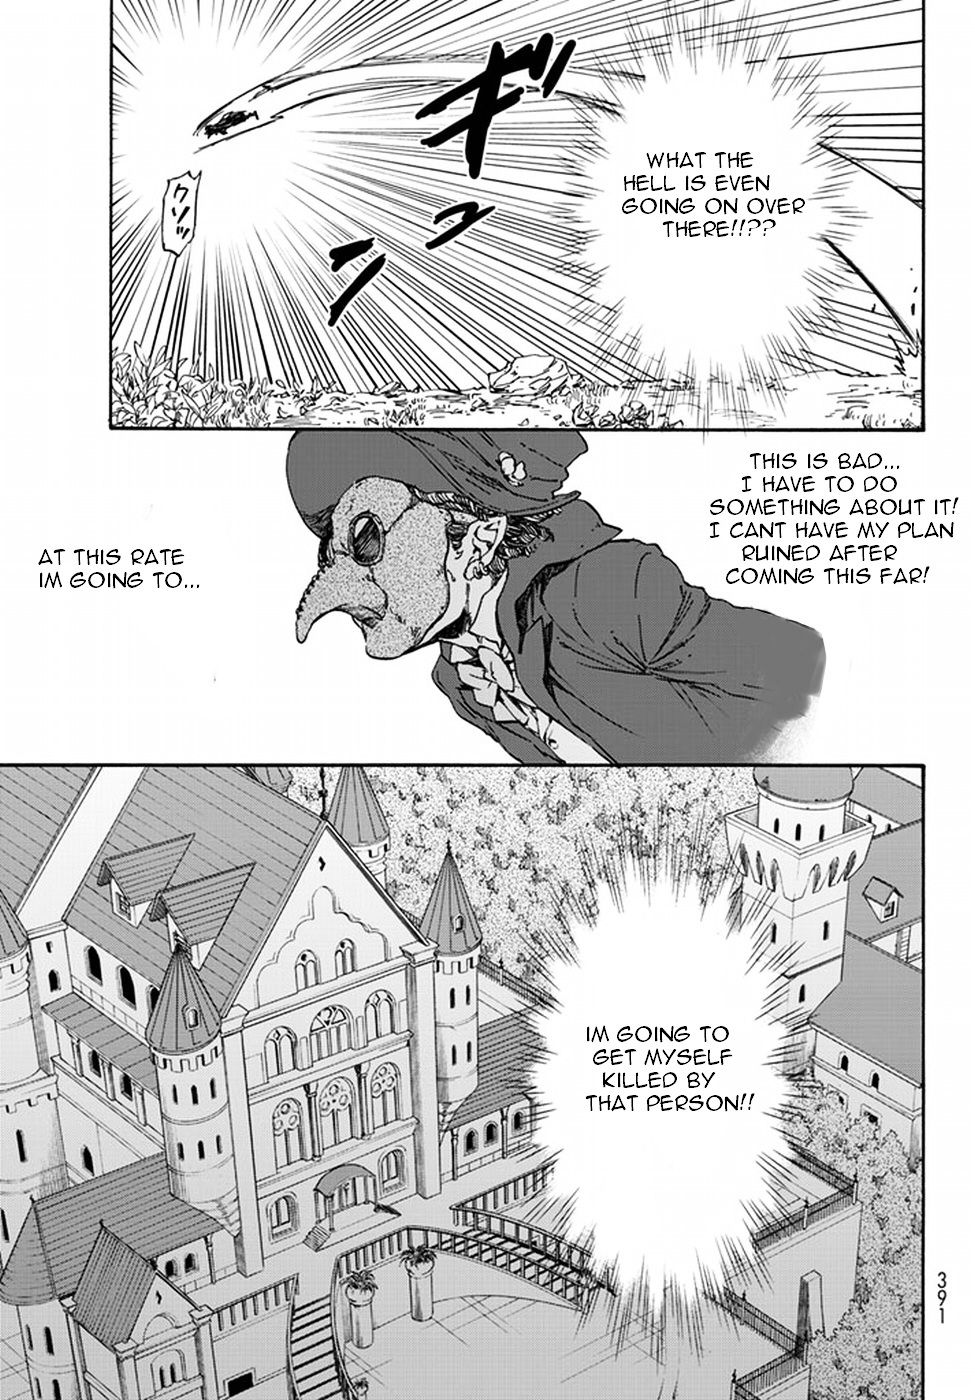 WHAT THE
HELL IS EVEN
GOING ON OVER
THERE!!??
ギュン
クソッ
THIS IS BAD...
I HAVE TO DO
SOMETHING ABOUT IT!
I CANT HAVE MY PLAN
RUINED AFTER
COMING THIS FAR!
AT THIS RATE
IM GOING TO...
IM GOING TO
GET MYSELF
KILLED BY
THAT PERSON!!
391